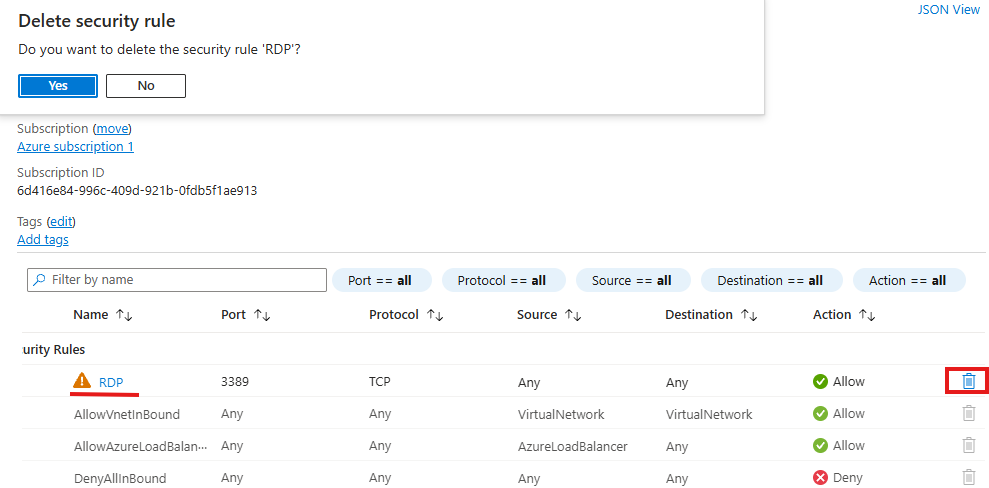 Delete security rule
JSON View
Do you want to delete the security rule 'RDP'?
Yes No
Subscription (move)
Azure subscription 1
Subscription ID
6d416e84-996c-409d-921b-0fdb5f1ae913
Tags (edit)
Add tags
Filter by name Port == all Protocol == all Source == all Destination == all Action == all
Name ↑↓ Port ↑↓ Protocol ↑↓ Source ↑↓ Destination ↑↓ Action ↑↓
urity Rules
RDP 3389 TCP Any Any Allow
AllowVnetInBound Any Any VirtualNetwork VirtualNetwork Allow
AllowAzureLoadBalan··· Any Any AzureLoadBalancer Any Allow
DenyAllInBound Any Any Any Any Deny